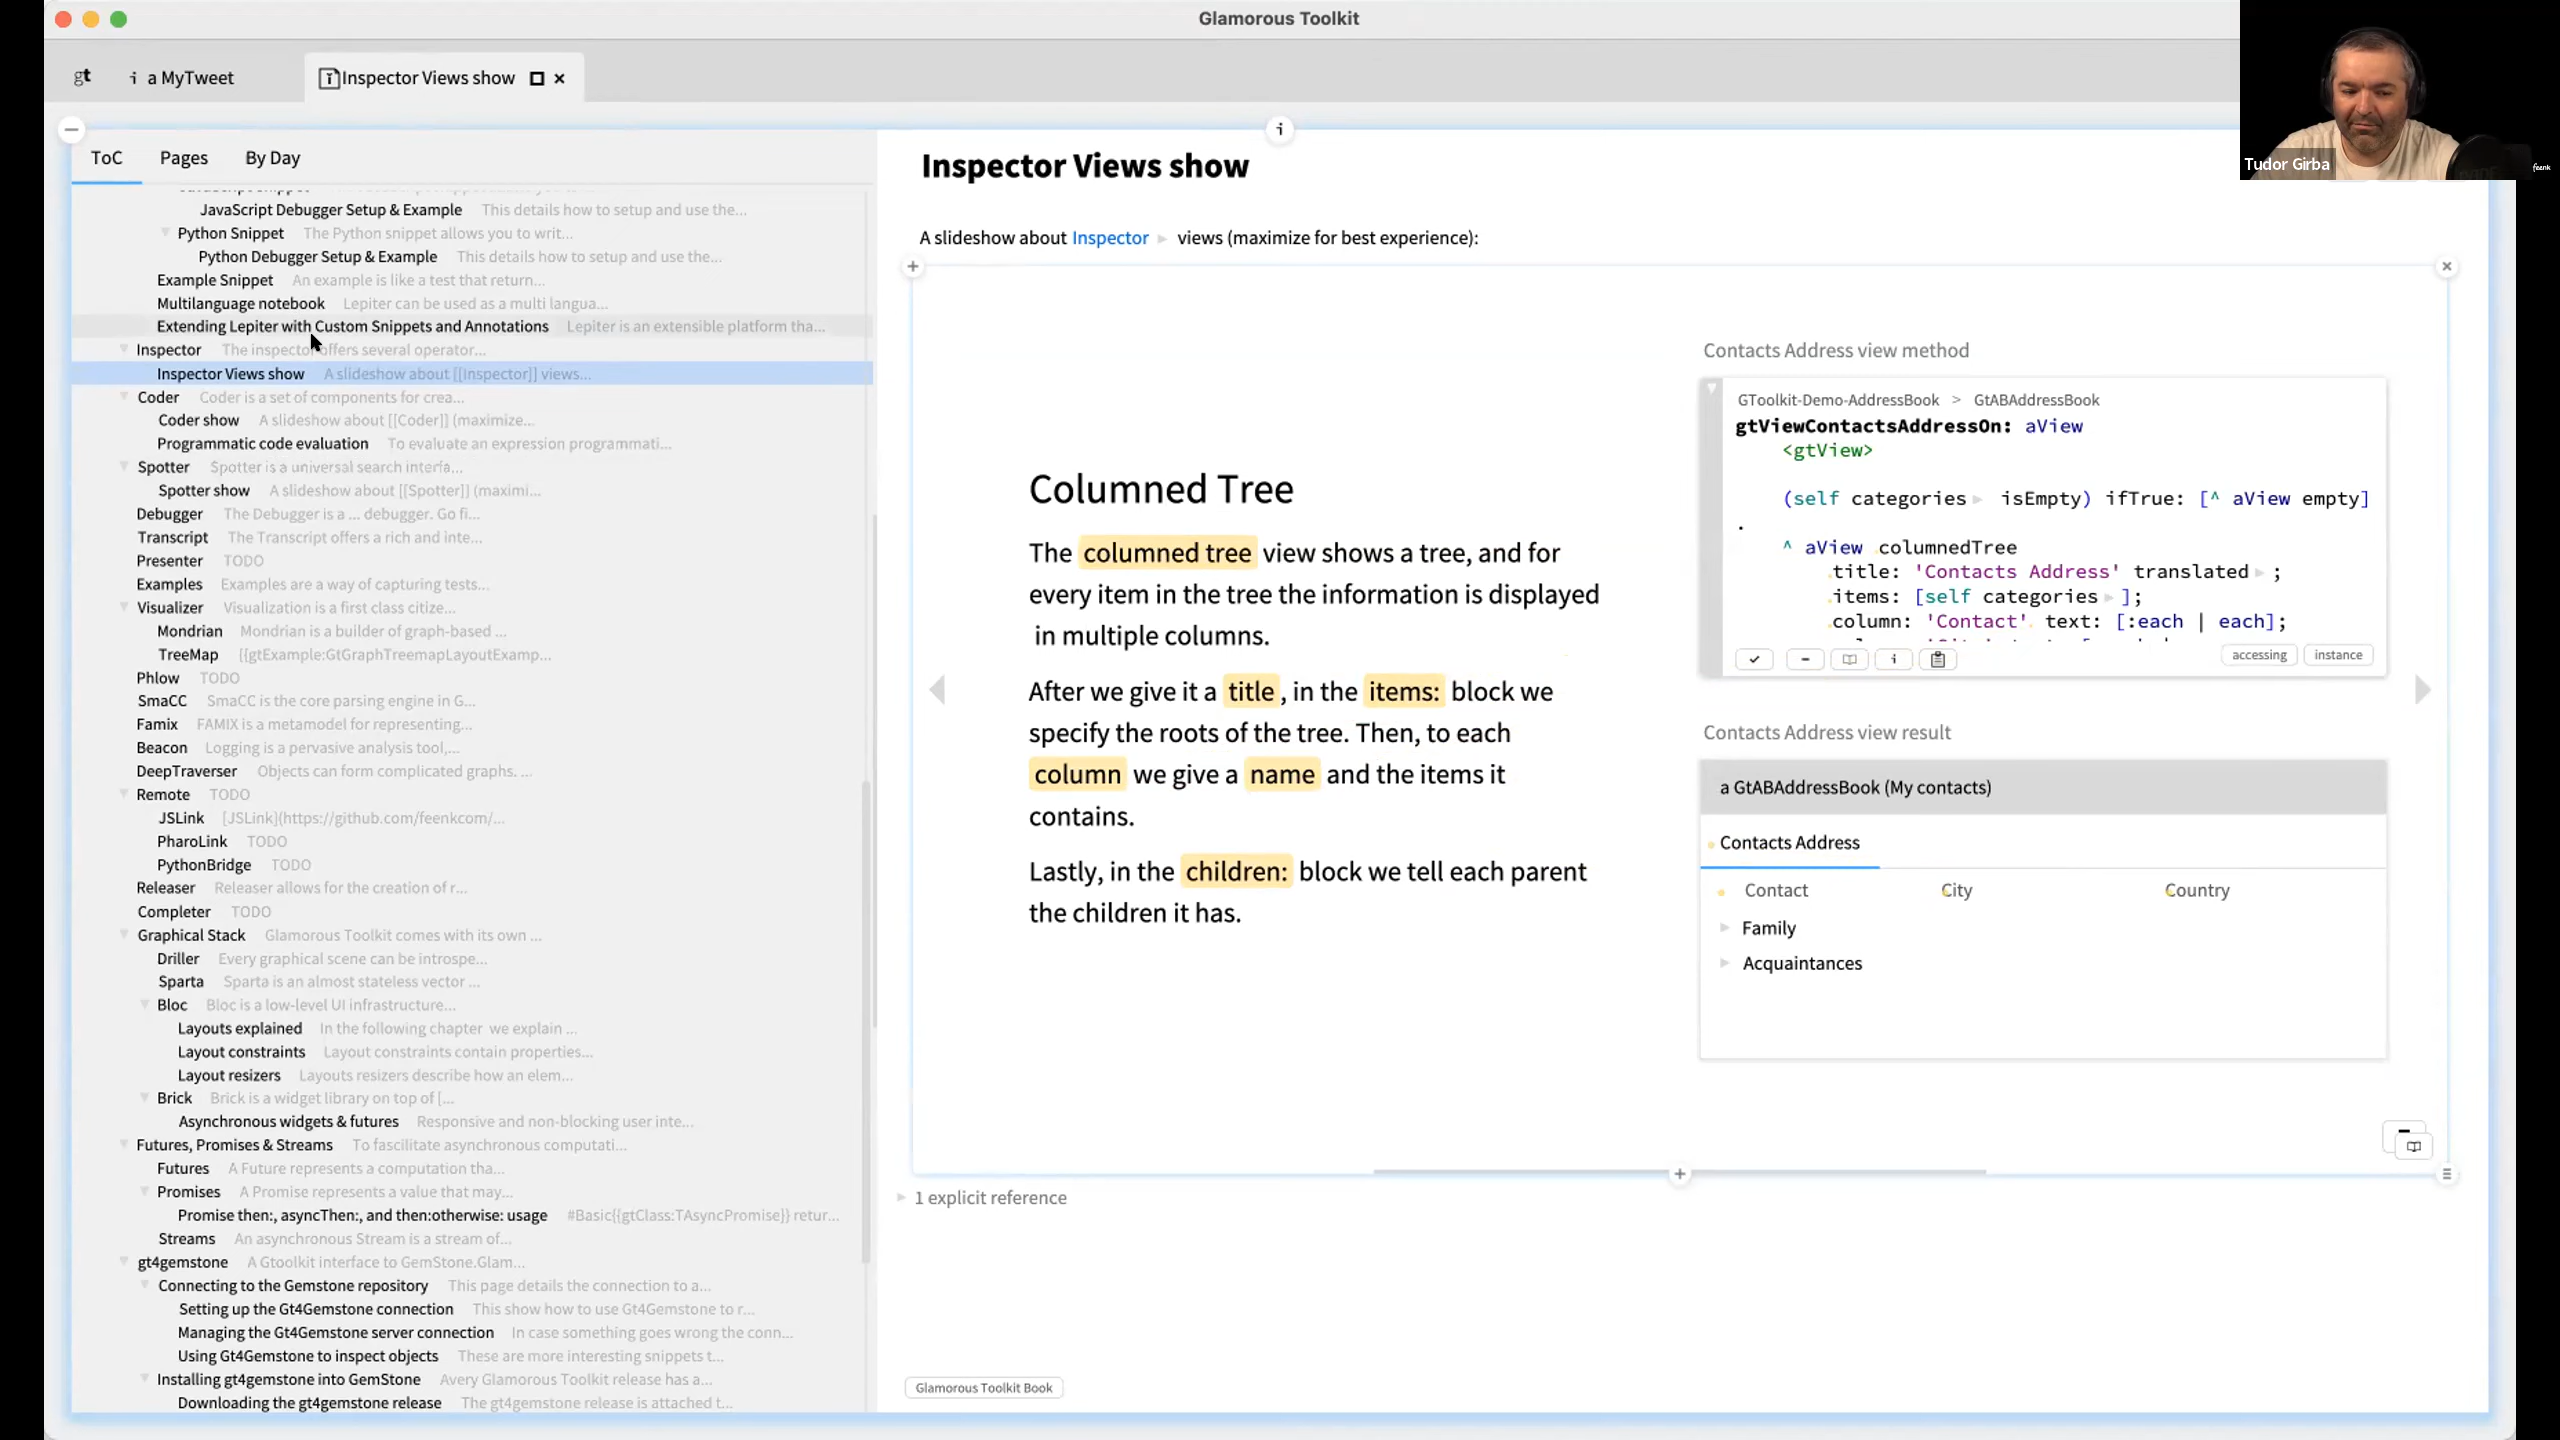 Glamorous Toolkit
gt
i a MyTweet
Inspector Views show
Tudor Girba
feenk
ToC Pages By Day
JavaScript Debugger Setup & Example This details how to setup and use the...
Python Snippet The Python snippet allows you to writ...
Python Debugger Setup & Example This details how to setup and use the...
Example Snippet An example is like a test that return...
Multilanguage notebook Lepiter can be used as a multi langua...
Extending Lepiter with Custom Snippets and Annotations Lepiter is an extensible platform tha...
Inspector The inspector offers several operator...
Inspector Views show A slideshow about [[Inspector]] views...
Coder Coder is a set of components for crea...
Coder show A slideshow about [[Coder]] (maximize...
Programmatic code evaluation To evaluate an expression programmati...
Spotter Spotter is a universal search interfa...
Spotter show A slideshow about [[Spotter]] (maximi...
Debugger The Debugger is a ... debugger. Go fi...
Transcript The Transcript offers a rich and inte...
Presenter TODO
Examples Examples are a way of capturing tests...
Visualizer Visualization is a first class citize...
Mondrian Mondrian is a builder of graph-based ...
TreeMap {{gtExample:GtGraphTreemapLayoutExamp...
Phlow TODO
SmaCC SmaCC is the core parsing engine in G...
Famix FAMIX is a metamodel for representing...
Beacon Logging is a pervasive analysis tool,...
DeepTraverser Objects can form complicated graphs. ...
Remote TODO
JSLink [JSLink](https://github.com/feenkcom/...
PharoLink TODO
PythonBridge TODO
Releaser Releaser allows for the creation of r...
Completer TODO
Graphical Stack Glamorous Toolkit comes with its own ...
Driller Every graphical scene can be introspe...
Sparta Sparta is an almost stateless vector ...
Bloc Bloc is a low-level UI infrastructure...
Layouts explained In the following chapter we explain ...
Layout constraints Layout constraints contain properties...
Layout resizers Layouts resizers describe how an elem...
Brick Brick is a widget library on top of [...
Asynchronous widgets & futures Responsive and non-blocking user inte...
Futures, Promises & Streams To fascilitate asynchronous computati...
Futures A Future represents a computation tha...
Promises A Promise represents a value that may...
Promise then:, asyncThen:, and then:otherwise: usage #Basic{{gtClass:TAsyncPromise}} retur...
Streams An asynchronous Stream is a stream of...
gt4gemstone A Gtoolkit interface to GemStone.Glam...
Connecting to the Gemstone repository This page details the connection to a...
Setting up the Gt4Gemstone connection This show how to use Gt4Gemstone to r...
Managing the Gt4Gemstone server connection In case something goes wrong the conn...
Using Gt4Gemstone to inspect objects These are more interesting snippets t...
Installing gt4gemstone into GemStone Avery Glamorous Toolkit release has a...
Downloading the gt4gemstone release The gt4gemstone release is attached t...
Inspector Views show
A slideshow about Inspector views (maximize for best experience):
Columned Tree
The columned tree view shows a tree, and for
every item in the tree the information is displayed
in multiple columns.
After we give it a title, in the items: block we
specify the roots of the tree. Then, to each
column we give a name and the items it
contains.
Lastly, in the children: block we tell each parent
the children it has.
Contacts Address view method
GToolkit-Demo-AddressBook > GtABAddressBook
gtViewContactsAddressOn: aView
<gtView>
(self categories isEmpty) ifTrue: [^ aView empty]
.
^ aView columnedTree
title: 'Contacts Address' translated ;
items: [self categories ];
column: 'Contact' text: [:each | each];
accessing instance
Contacts Address view result
a GtABAddressBook (My contacts)
Contacts Address
Contact City Country
Family
Acquaintances
1 explicit reference
Glamorous Toolkit Book